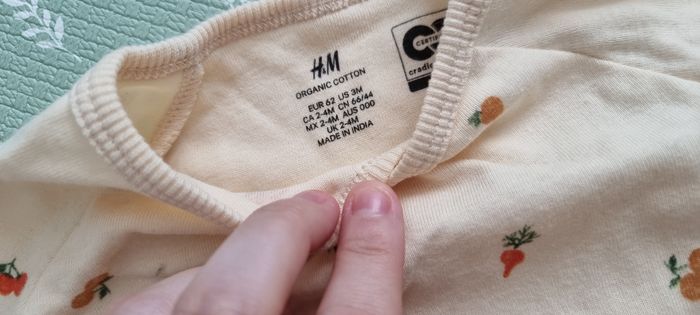 H&M
ORGANIC COTTON
EUR 62 US 3M
CA 2-4M CN 66/44
MX 2-4M AUS 000
UK 2-4M
MADE IN INDIA
C
CERTIF
cradle